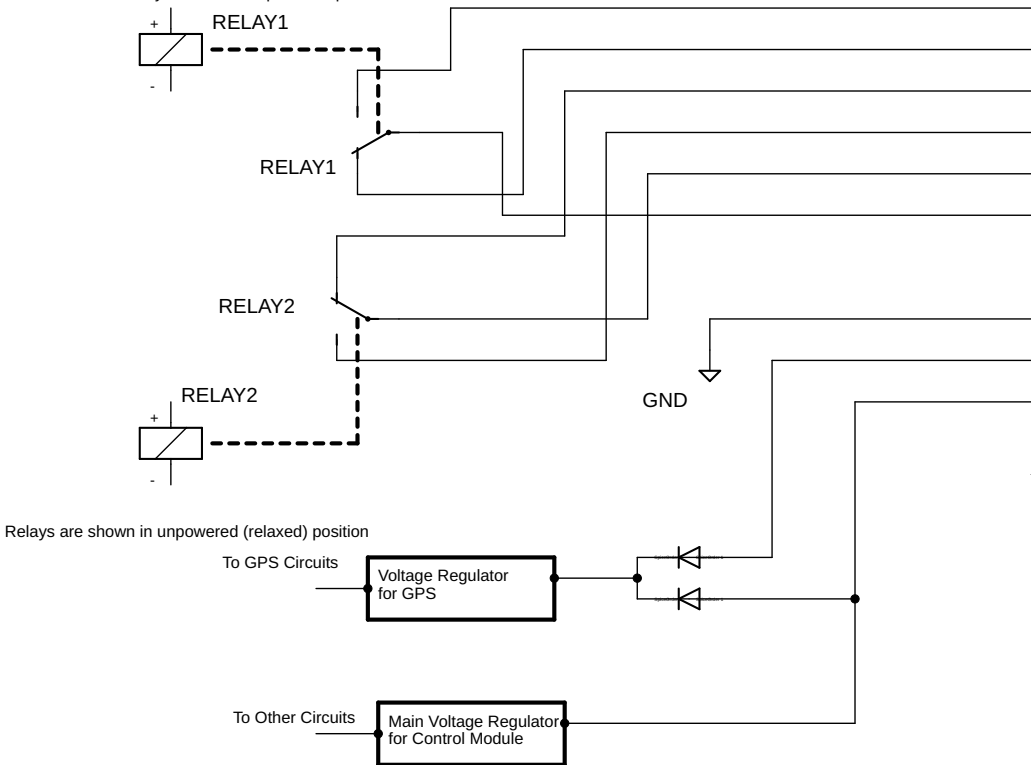 +
RELAY1
-
RELAY1
RELAY2
RELAY2
+
-
GND
Relays are shown in unpowered (relaxed) position
To GPS Circuits
Voltage Regulator
for GPS
To Other Circuits
Main Voltage Regulator
for Control Module